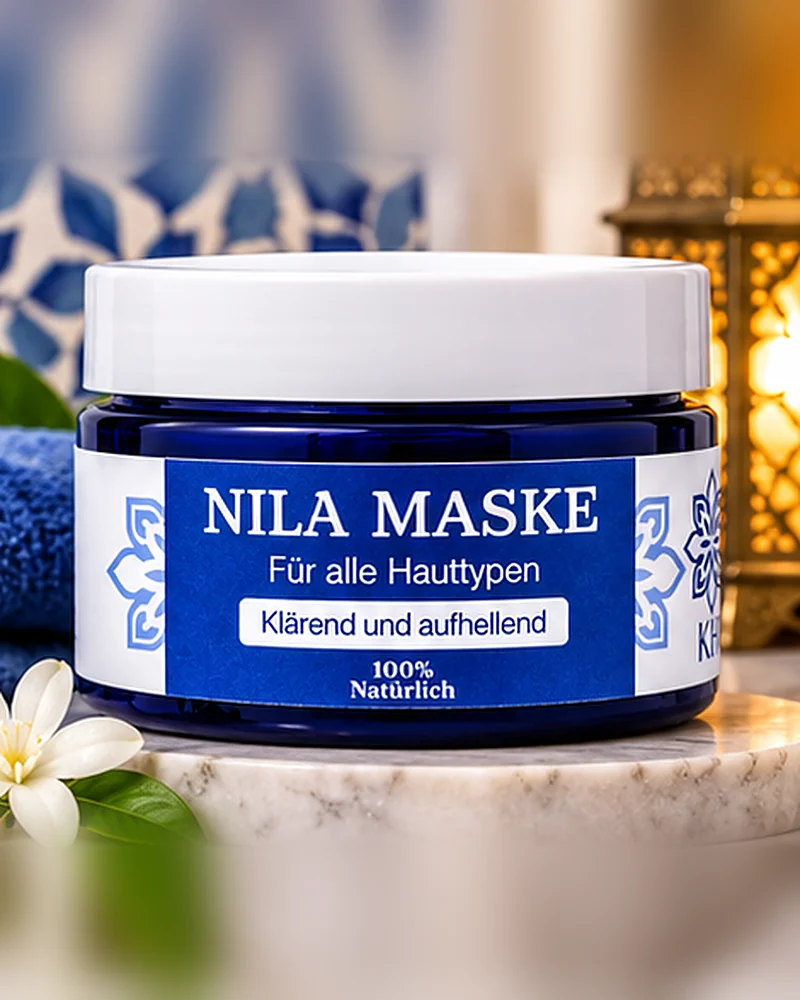 NILA MASKE
Für alle Hauttypen
Klärend und aufhellend
100%
Natürlich